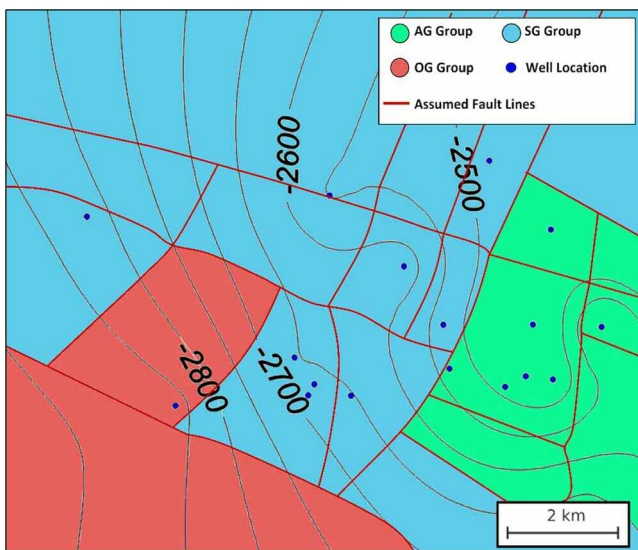 AG Group
SG Group
OG Group
Well Location
Assumed Fault Lines
-2600
-2500
-2800
-2700
2 km